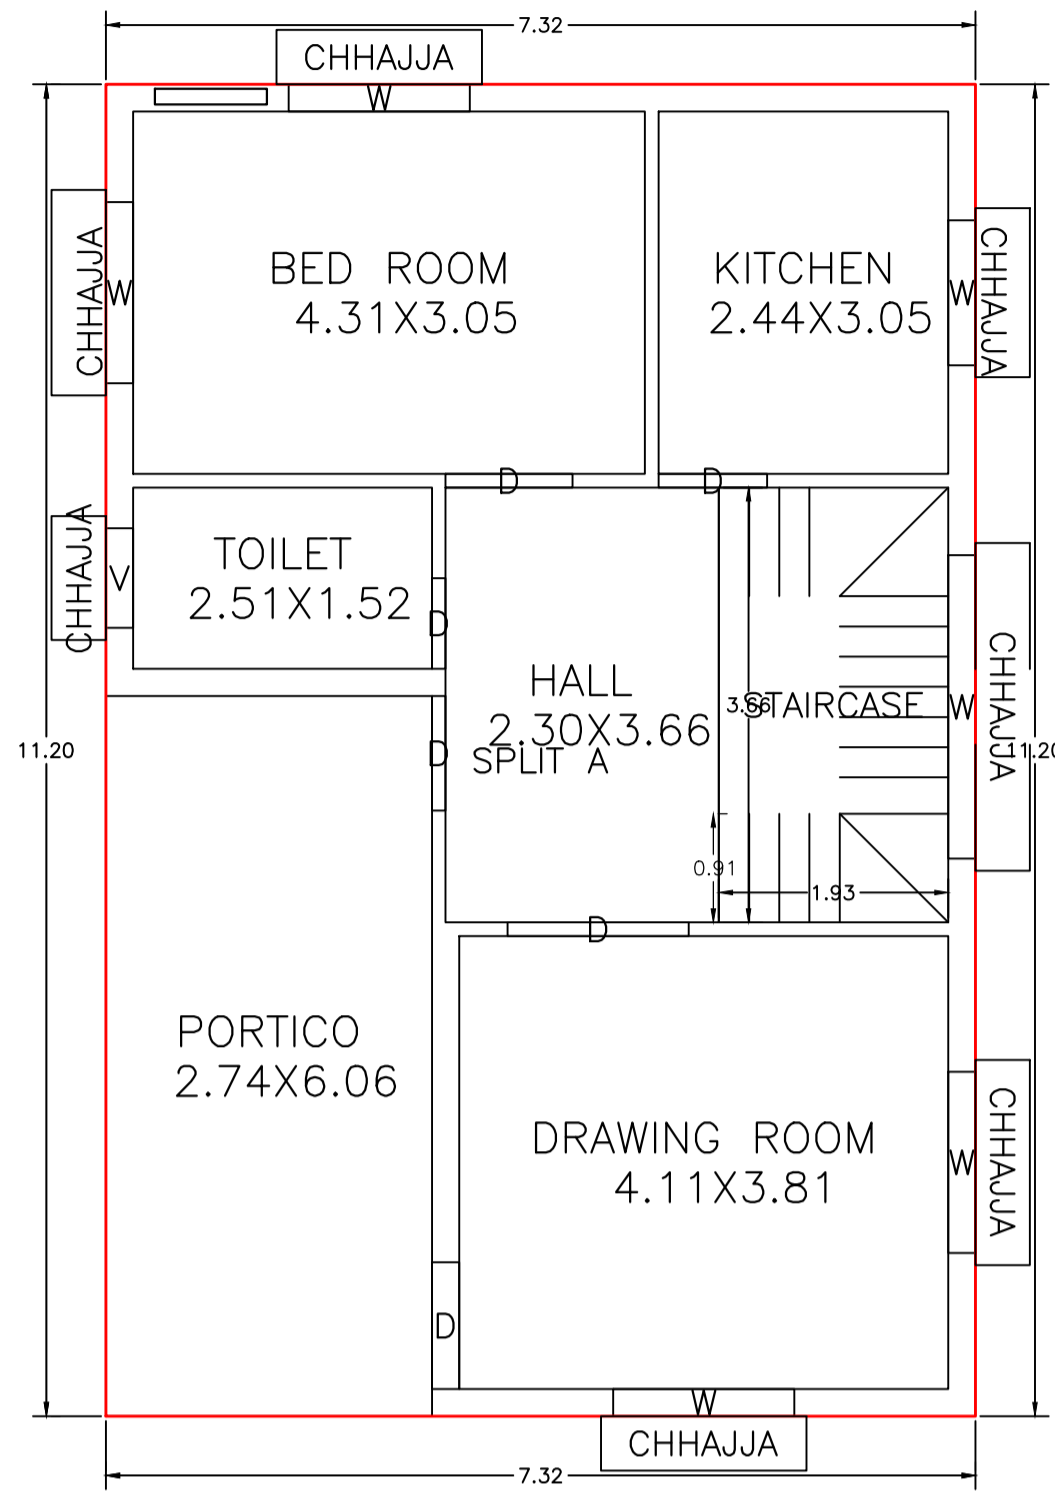 7.32
CHHAJJA
W
BED ROOM
4.31X3.05
KITCHEN
2.44X3.05
CHHAJJA
W
W
CHHAJJA
D
D
CHHAJJA
V
TOILET
2.51X1.52
D
HALL
2.30X3.66
SPLIT A
D
3.66
STAIRCASE
W
CHHAJJA
11.20
11.20
0.91
1.93
D
PORTICO
2.74X6.06
DRAWING ROOM
4.11X3.81
W
CHHAJJA
D
W
CHHAJJA
7.32